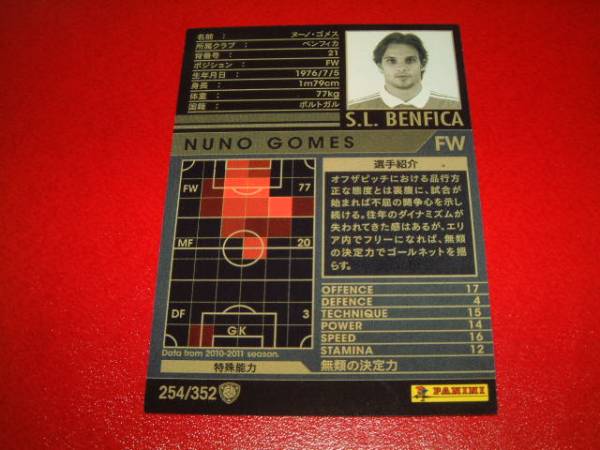 名前 : ヌーノ・ゴメス
所属クラブ : ベンフィカ
背番号 : 21
ポジション : FW
生年月日 : 1976/7/5
身長 : 1m79cm
体重 : 77kg
国籍 : ポルトガル
S.L. BENFICA
NUNO GOMES FW
FW 77
MF 20
DF 3
GK
Data from 2010-2011 season.
選手紹介
オフザピッチにおける品行方
正な態度とは裏腹に、試合が
始まれば不屈の闘争心を示し
続ける。往年のダイナミズムが
失われてきた感はあるが、エリ
ア内でフリーになれば、無類
の決定力でゴールネットを揺
らす。
OFFENCE 17
DEFENCE 4
TECHNIQUE 15
POWER 14
SPEED 16
STAMINA 12
特殊能力 無類の決定力
254/352
PANINI